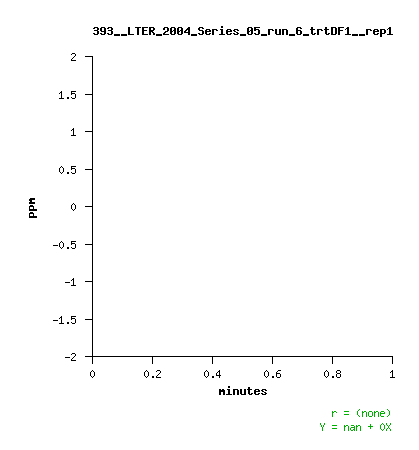 393__LTER_2004_Series_05_run_6_trtDF1__rep1
2
1.5
1
0.5
0
-0.5
-1
-1.5
-2
ppm
0 0.2 0.4 0.6 0.8 1
minutes
r = (none)
Y = nan + 0X